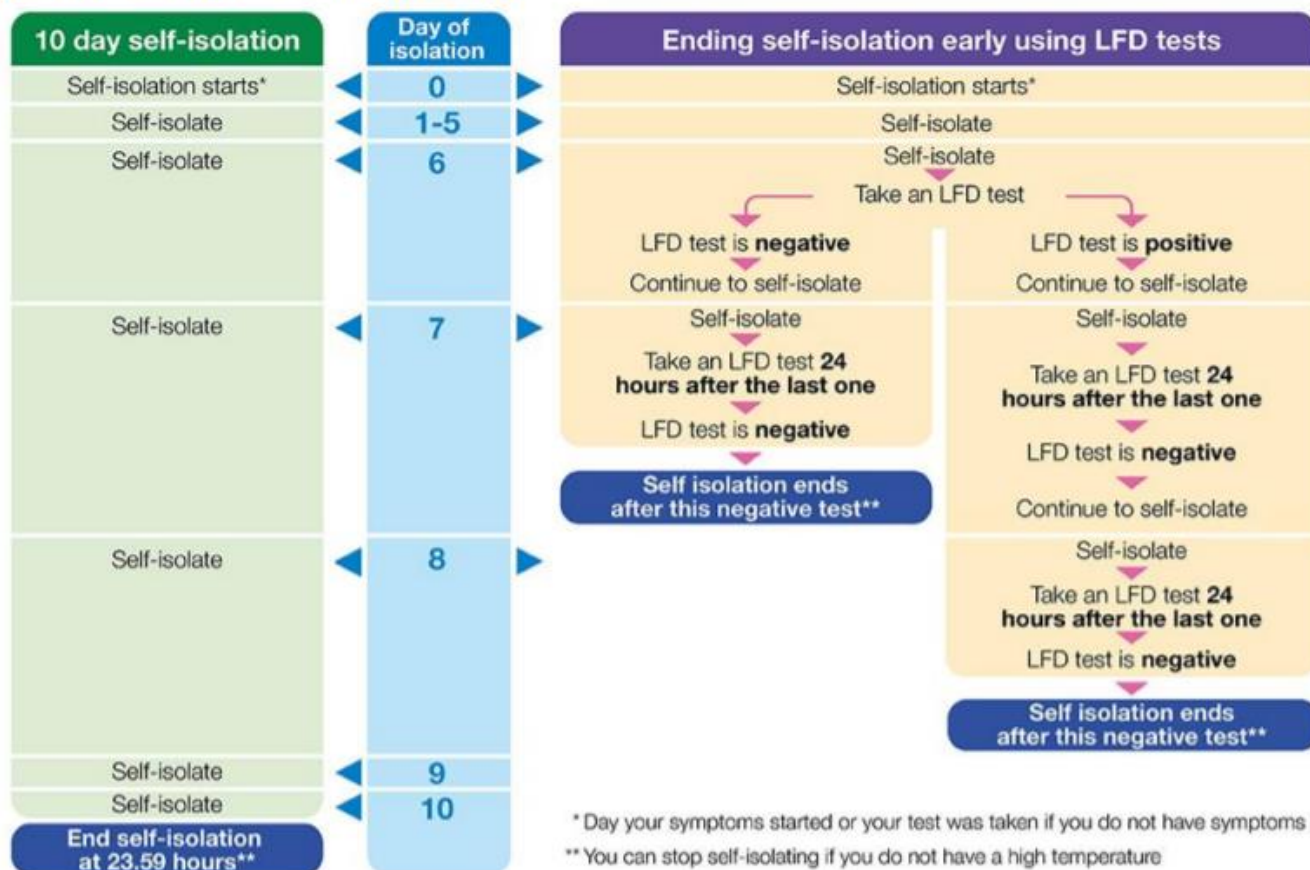 10 day self-isolation
Day of
isolation
Ending self-isolation early using LFD tests
Self-isolation starts*
0
Self-isolation starts*
Self-isolate
1-5
Self-isolate
Self-isolate
6
Self-isolate
Take an LFD test
LFD test is negative
Continue to self-isolate
LFD test is positive
Continue to self-isolate
Self-isolate
7
Self-isolate
Take an LFD test 24
hours after the last one
LFD test is negative
Self isolation ends
after this negative test**
Self-isolate
Take an LFD test 24
hours after the last one
LFD test is negative
Continue to self-isolate
Self-isolate
8
Self-isolate
Take an LFD test 24
hours after the last one
LFD test is negative
Self isolation ends
after this negative test**
Self-isolate
9
Self-isolate
10
End self-isolation
at 23.59 hours**
* Day your symptoms started or your test was taken if you do not have symptoms
** You can stop self-isolating if you do not have a high temperature